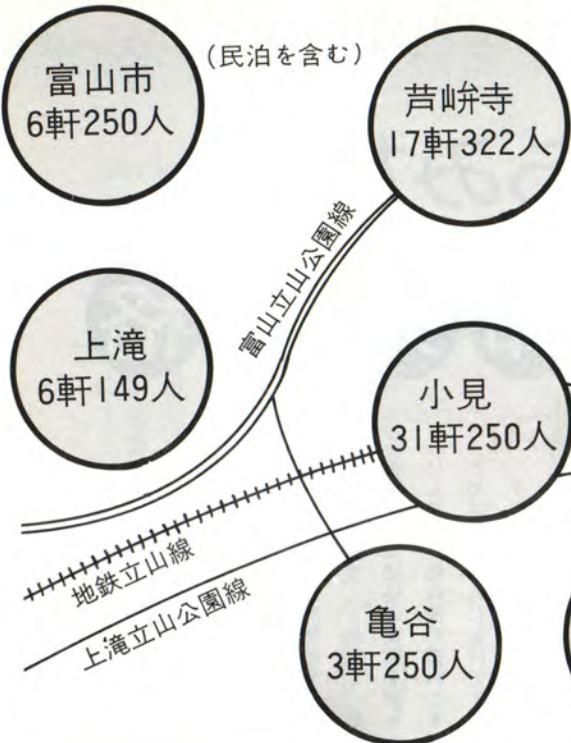 富山市
6軒250人
(民泊を含む)
芦峅寺
17軒322人
富山立山公園線
上滝
6軒149人
小見
31軒250人
地鉄立山線
上滝立山公園線
亀谷
3軒250人